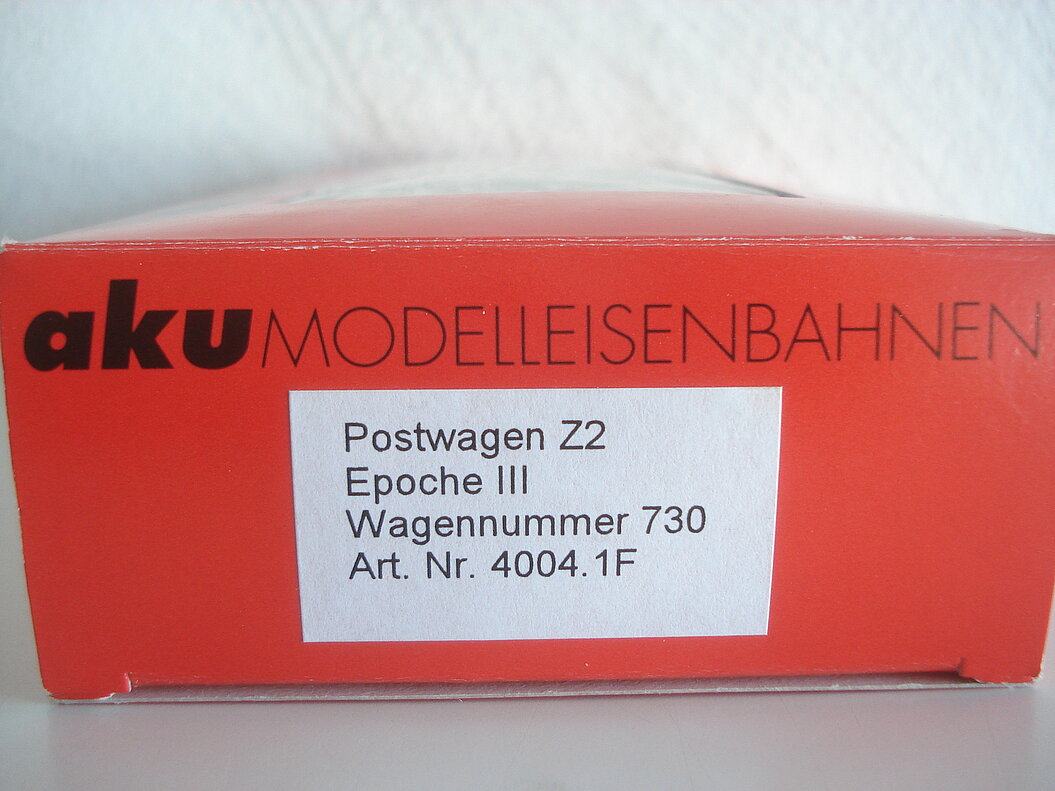 aku MODELLEISENBAHNEN
Postwagen Z2
Epoche III
Wagennummer 730
Art. Nr. 4004.1F